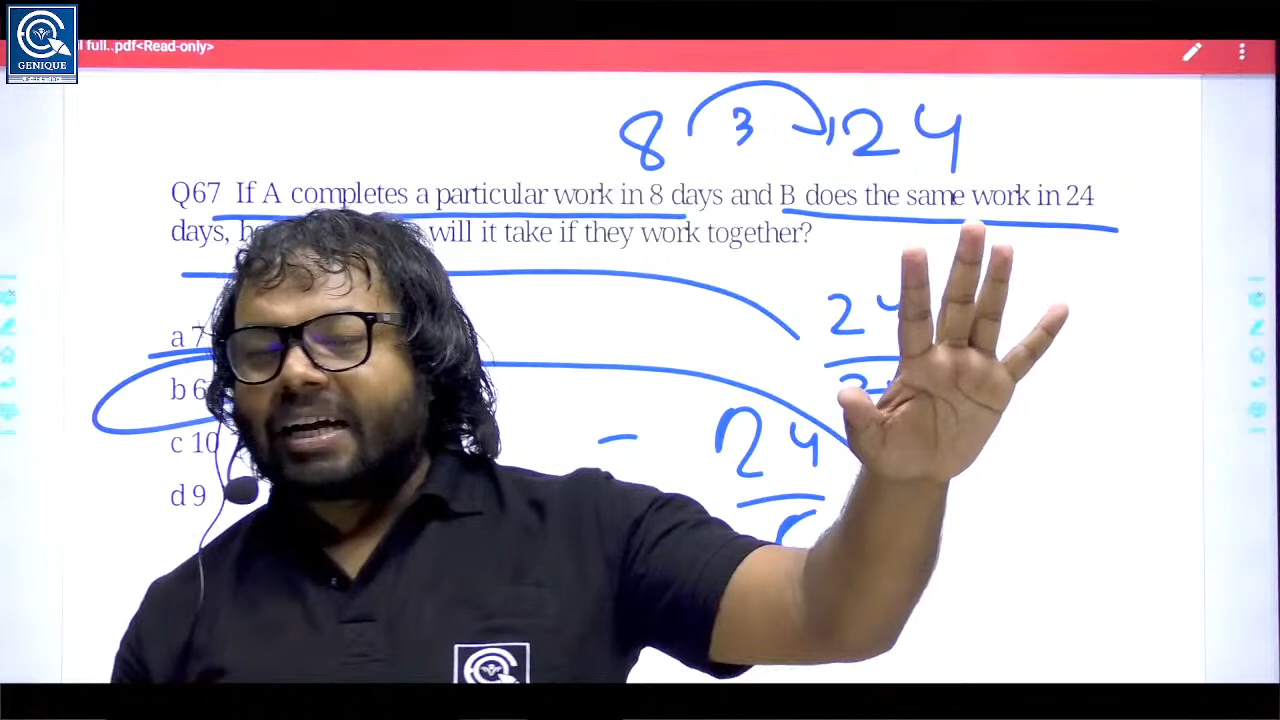 GENIQUE
l full..pdf<Read-only>
8 3 24
Q67 If A completes a particular work in 8 days and B does the same work in 24
days, will it take if they work together?
24
a 7
b 6
24
c 10
d 9